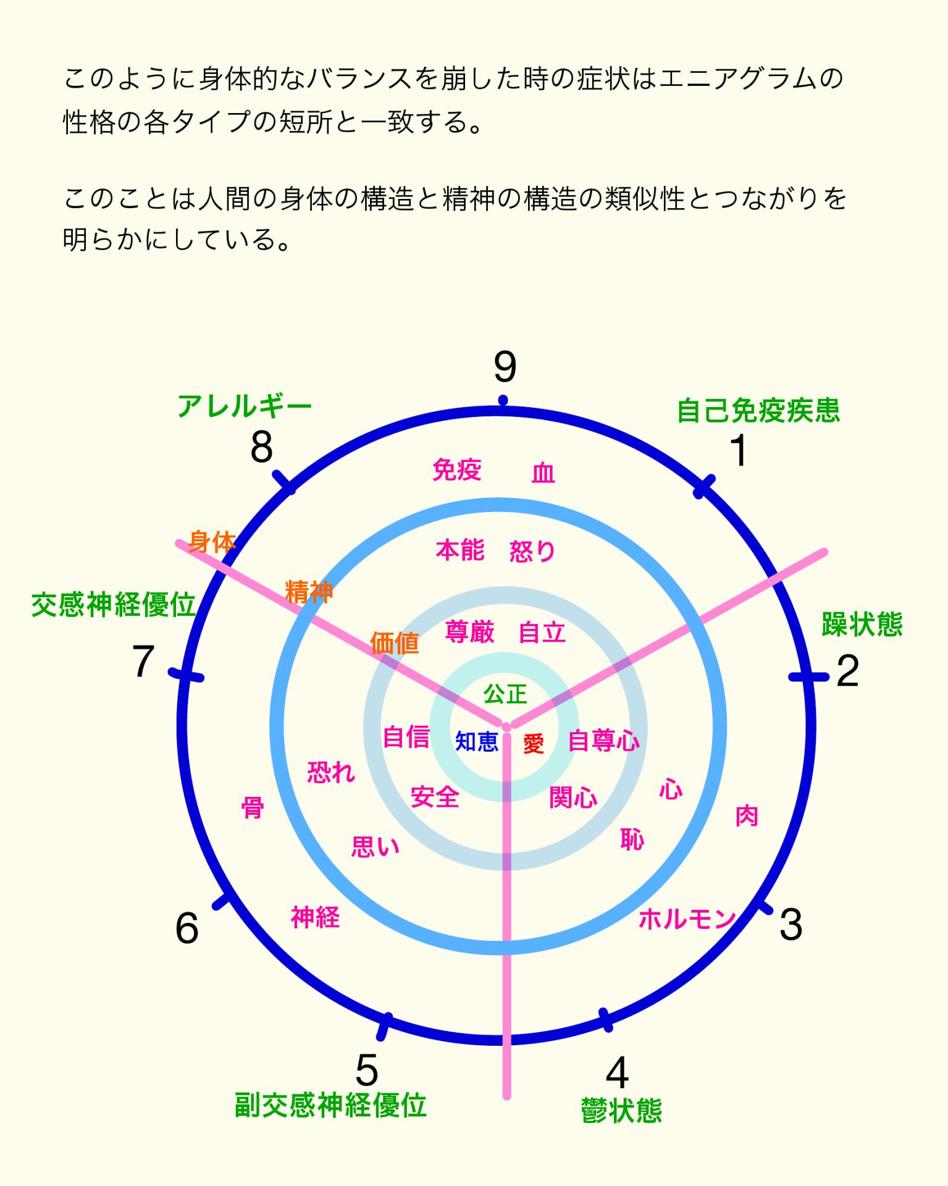 このように身体的なバランスを崩した時の症状はエニアグラムの
性格の各タイプの短所と一致する。
このことは人間の身体の構造と精神の構造の類似性とつながりを
明らかにしている。
9
アレルギー
自己免疫疾患
8
1
免疫 血
身体
本能 怒り
精神
交感神経優位
躁状態
価値
尊厳 自立
7
2
公正
自信
知恵
愛
自尊心
恐れ
安全
関心
心
骨
肉
思い
恥
神経
ホルモン
6
3
5
4
副交感神経優位
鬱状態